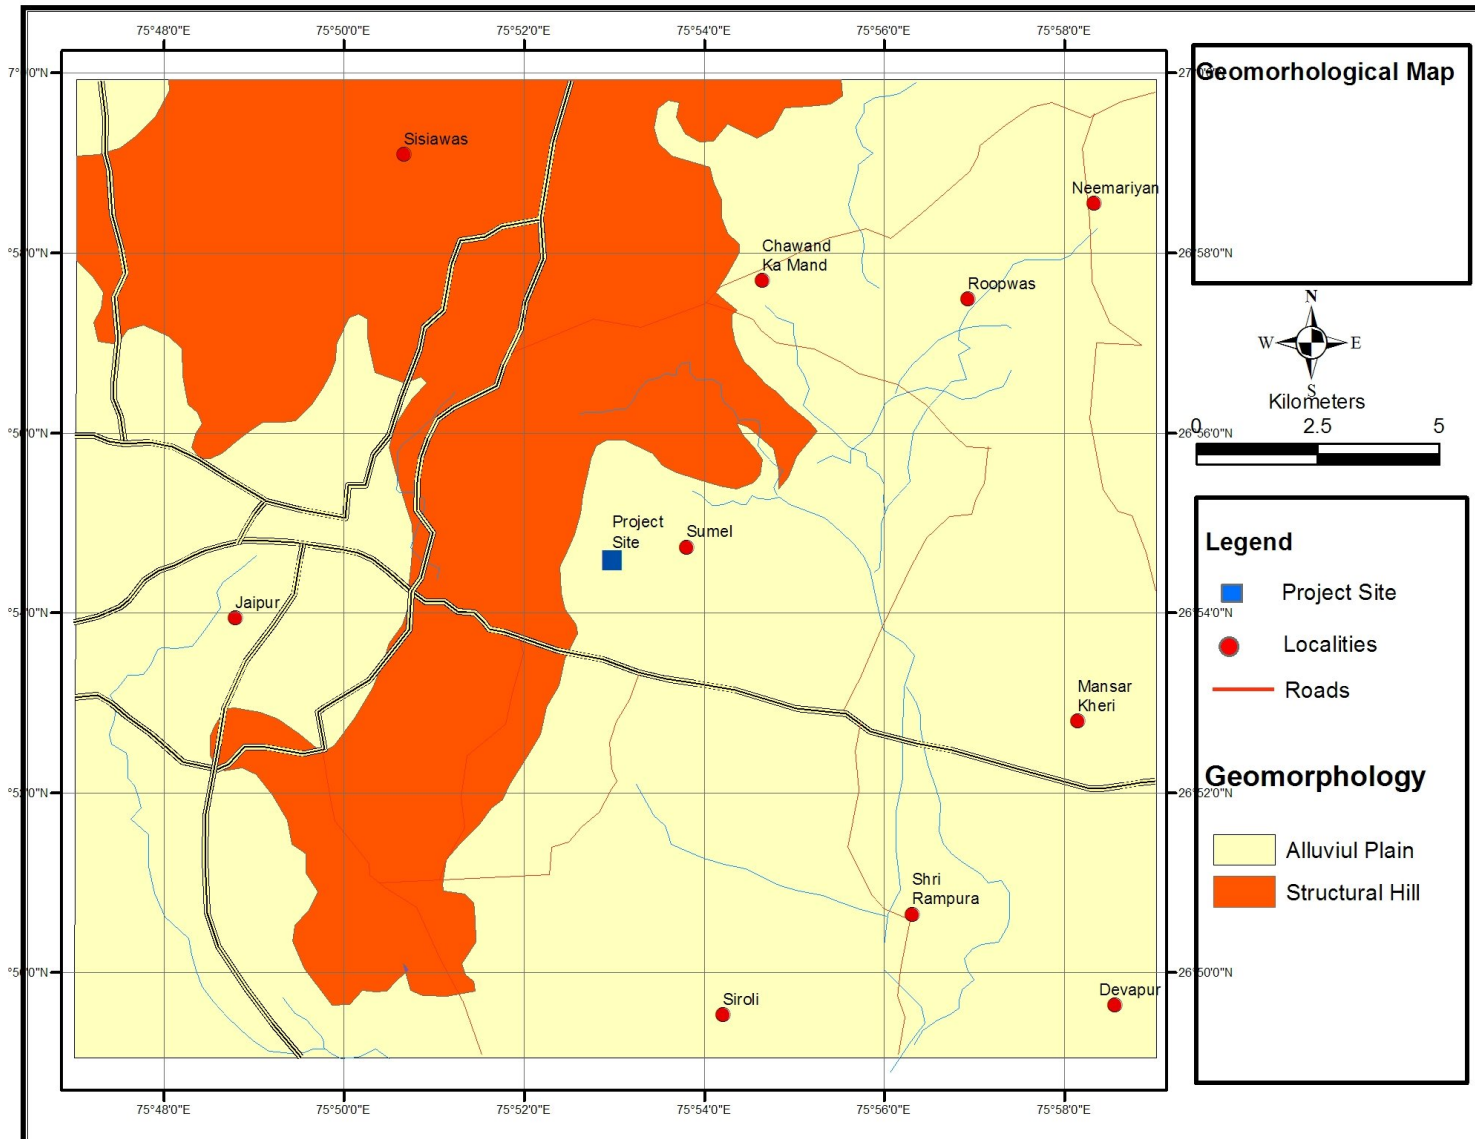 75°48'0"E
75°50'0"E
75°52'0"E
75°54'0"E
75°56'0"E
75°58'0"E
Geomorhological Map
Sisiawas
Neemariyan
Chawand
Ka Mand
26°58'0"N
Roopwas
N
W
E
S
Kilometers
0
2.5
5
26°56'0"N
Project
Site
Sumel
Legend
Project Site
Jaipur
26°54'0"N
Localities
Roads
Mansar
Kheri
Geomorphology
26°52'0"N
Alluviul Plain
Structural Hill
Shri
Rampura
26°50'0"N
Siroli
Devapur
75°48'0"E
75°50'0"E
75°52'0"E
75°54'0"E
75°56'0"E
75°58'0"E